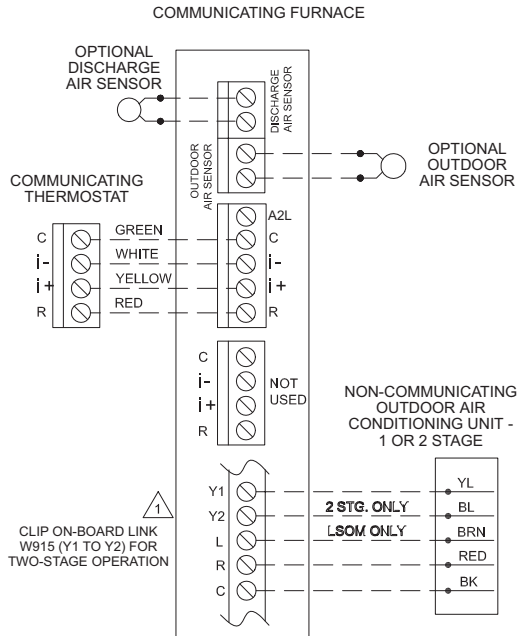 COMMUNICATING FURNACE
OPTIONAL
DISCHARGE
AIR SENSOR
DISCHARGE
AIR SENSOR
OUTDOOR
AIR SENSOR
OPTIONAL
OUTDOOR
AIR SENSOR
COMMUNICATING
THERMOSTAT
A2L
C GREEN C
i- WHITE i-
i+ YELLOW i+
R RED R
C
i-
i+
R
NOT
USED
NON-COMMUNICATING
OUTDOOR AIR
CONDITIONING UNIT -
1 OR 2 STAGE
1
CLIP ON-BOARD LINK
W915 (Y1 TO Y2) FOR
TWO-STAGE OPERATION
Y1 YL
Y2 2 STG. ONLY BL
L LSOM ONLY BRN
R RED
C BK